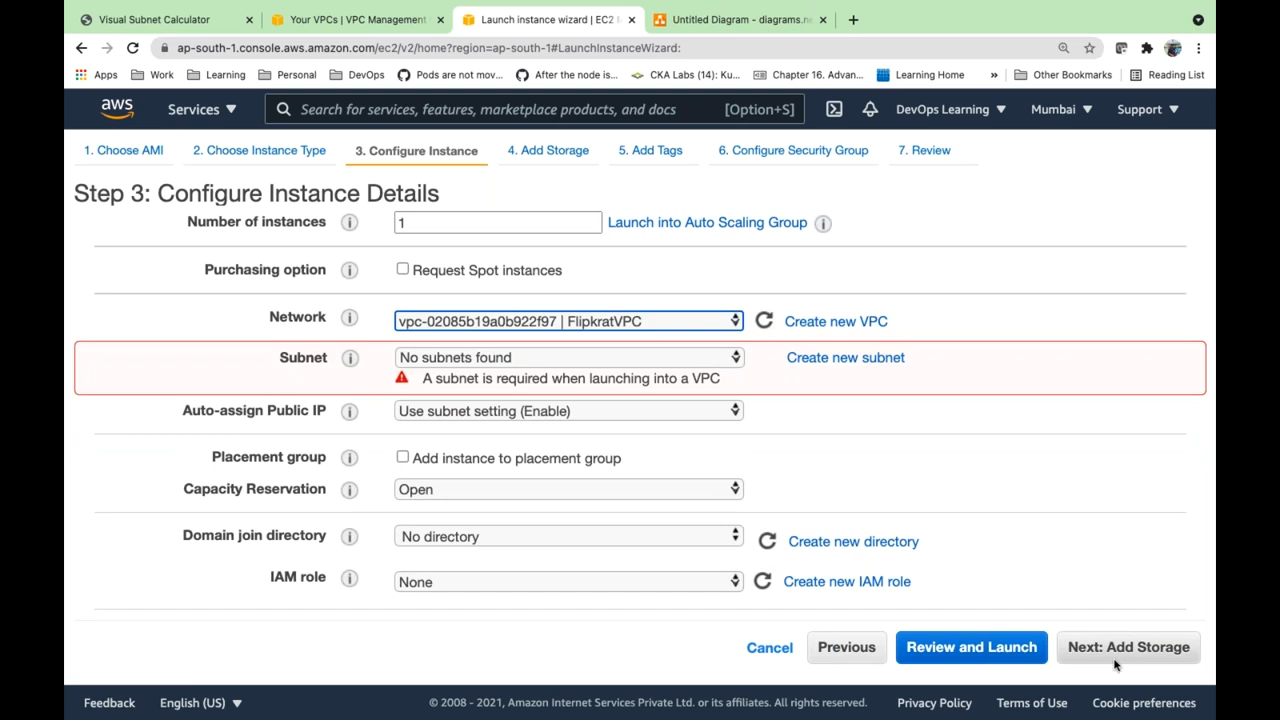 Visual Subnet Calculator
Your VPCs | VPC Management
Launch instance wizard | EC2 M
Untitled Diagram - diagrams.ne
ap-south-1.console.aws.amazon.com/ec2/v2/home?region=ap-south-1#LaunchInstanceWizard:
Apps Work Learning Personal DevOps Pods are not mov... After the node is... CKA Labs (14): Ku... Chapter 16. Advan... Learning Home » Other Bookmarks Reading List
aws Services Search for services, features, marketplace products, and docs [Option+S] DevOps Learning Mumbai Support
1. Choose AMI 2. Choose Instance Type 3. Configure Instance 4. Add Storage 5. Add Tags 6. Configure Security Group 7. Review
Step 3: Configure Instance Details
Number of instances 1 Launch into Auto Scaling Group
Purchasing option Request Spot instances
Network vpc-02085b19a0b922f97 | FlipkratVPC Create new VPC
Subnet No subnets found Create new subnet
A subnet is required when launching into a VPC
Auto-assign Public IP Use subnet setting (Enable)
Placement group Add instance to placement group
Capacity Reservation Open
Domain join directory No directory Create new directory
IAM role None Create new IAM role
Cancel Previous Review and Launch Next: Add Storage
Feedback English (US) © 2008 - 2021, Amazon Internet Services Private Ltd. or its affiliates. All rights reserved. Privacy Policy Terms of Use Cookie preferences